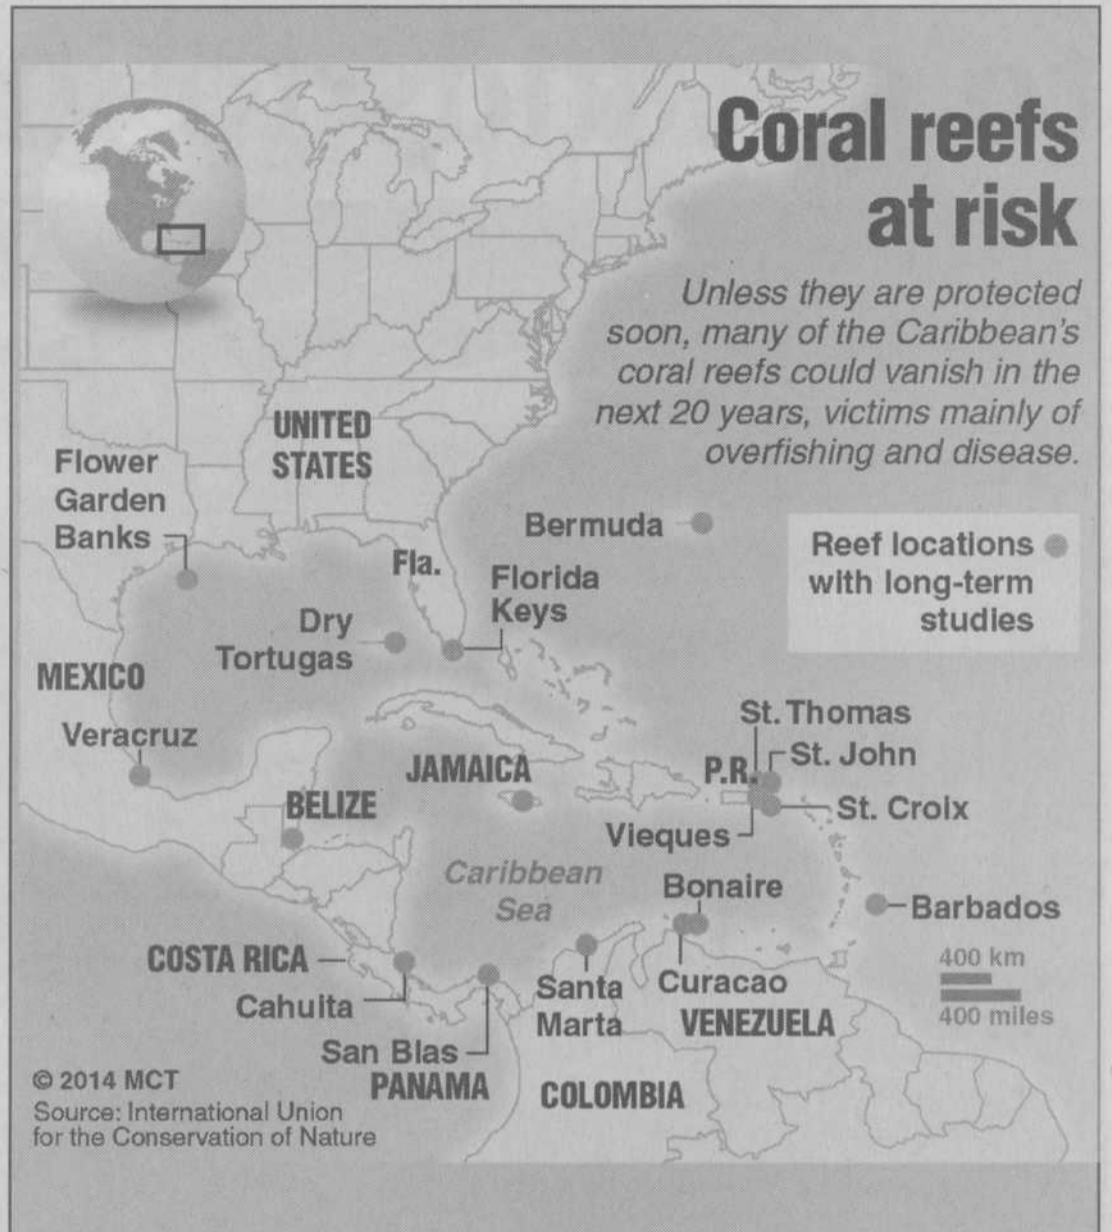 Coral reefs
at risk
Unless they are protected
soon, many of the Caribbean's
coral reefs could vanish in the
next 20 years, victims mainly of
overfishing and disease.
UNITED
STATES
Flower
Garden
Banks
Bermuda
Reef locations
with long-term
studies
Fla.
Florida
Keys
Dry
Tortugas
MEXICO
Veracruz
St. Thomas
St. John
P.R.
JAMAICA
BELIZE
St. Croix
Vieques
Caribbean
Sea
Bonaire
Barbados
COSTA RICA
Cahuita
Santa
Marta
Curacao
400 km
400 miles
VENEZUELA
San Blas
PANAMA
COLOMBIA
© 2014 MCT
Source: International Union
for the Conservation of Nature